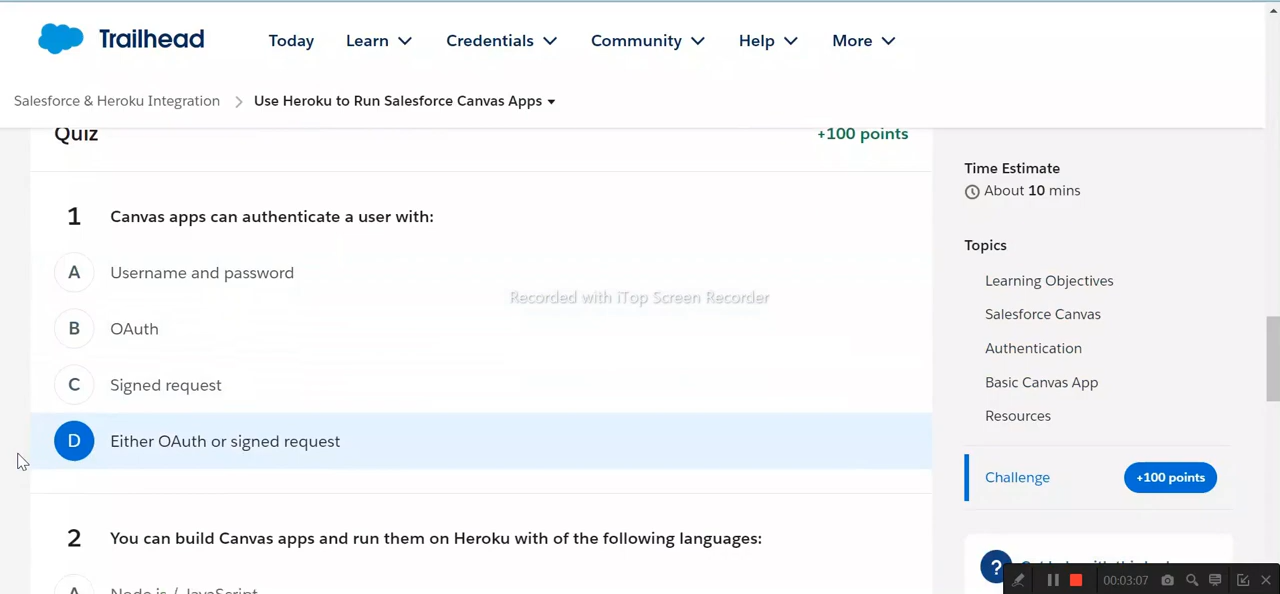 Trailhead
Today Learn Credentials Community Help More
Salesforce & Heroku Integration > Use Heroku to Run Salesforce Canvas Apps
Quiz +100 points
1 Canvas apps can authenticate a user with:
A Username and password
B OAuth
C Signed request
D Either OAuth or signed request
2 You can build Canvas apps and run them on Heroku with of the following languages:
A Node.js / JavaScript
Recorded with iTop Screen Recorder
Time Estimate
About 10 mins
Topics
Learning Objectives
Salesforce Canvas
Authentication
Basic Canvas App
Resources
Challenge +100 points
?
00:03:07